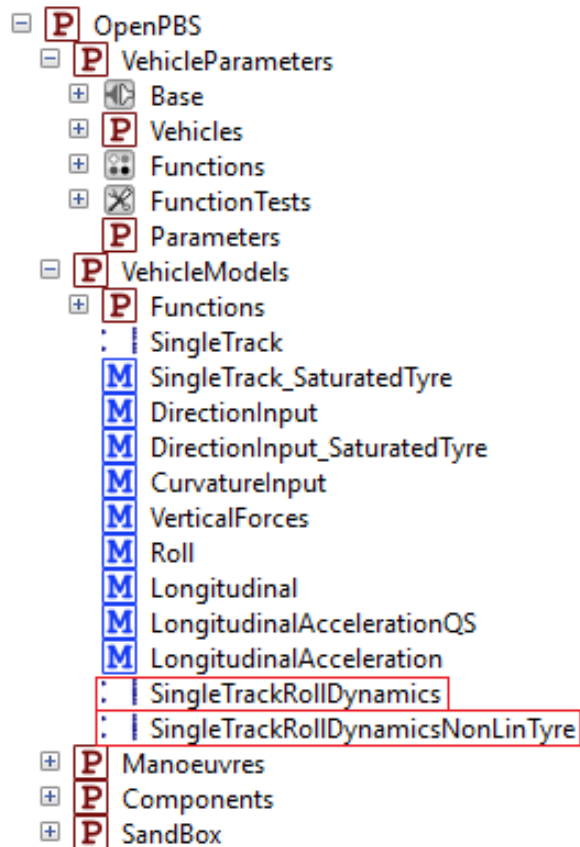 P OpenPBS
P VehicleParameters
Base
P Vehicles
Functions
FunctionTests
P Parameters
P VehicleModels
P Functions
SingleTrack
M SingleTrack_SaturatedTyre
M DirectionInput
M DirectionInput_SaturatedTyre
M CurvatureInput
M VerticalForces
M Roll
M Longitudinal
M LongitudinalAccelerationQS
M LongitudinalAcceleration
SingleTrackRollDynamics
SingleTrackRollDynamicsNonLinTyre
P Manoeuvres
P Components
P SandBox